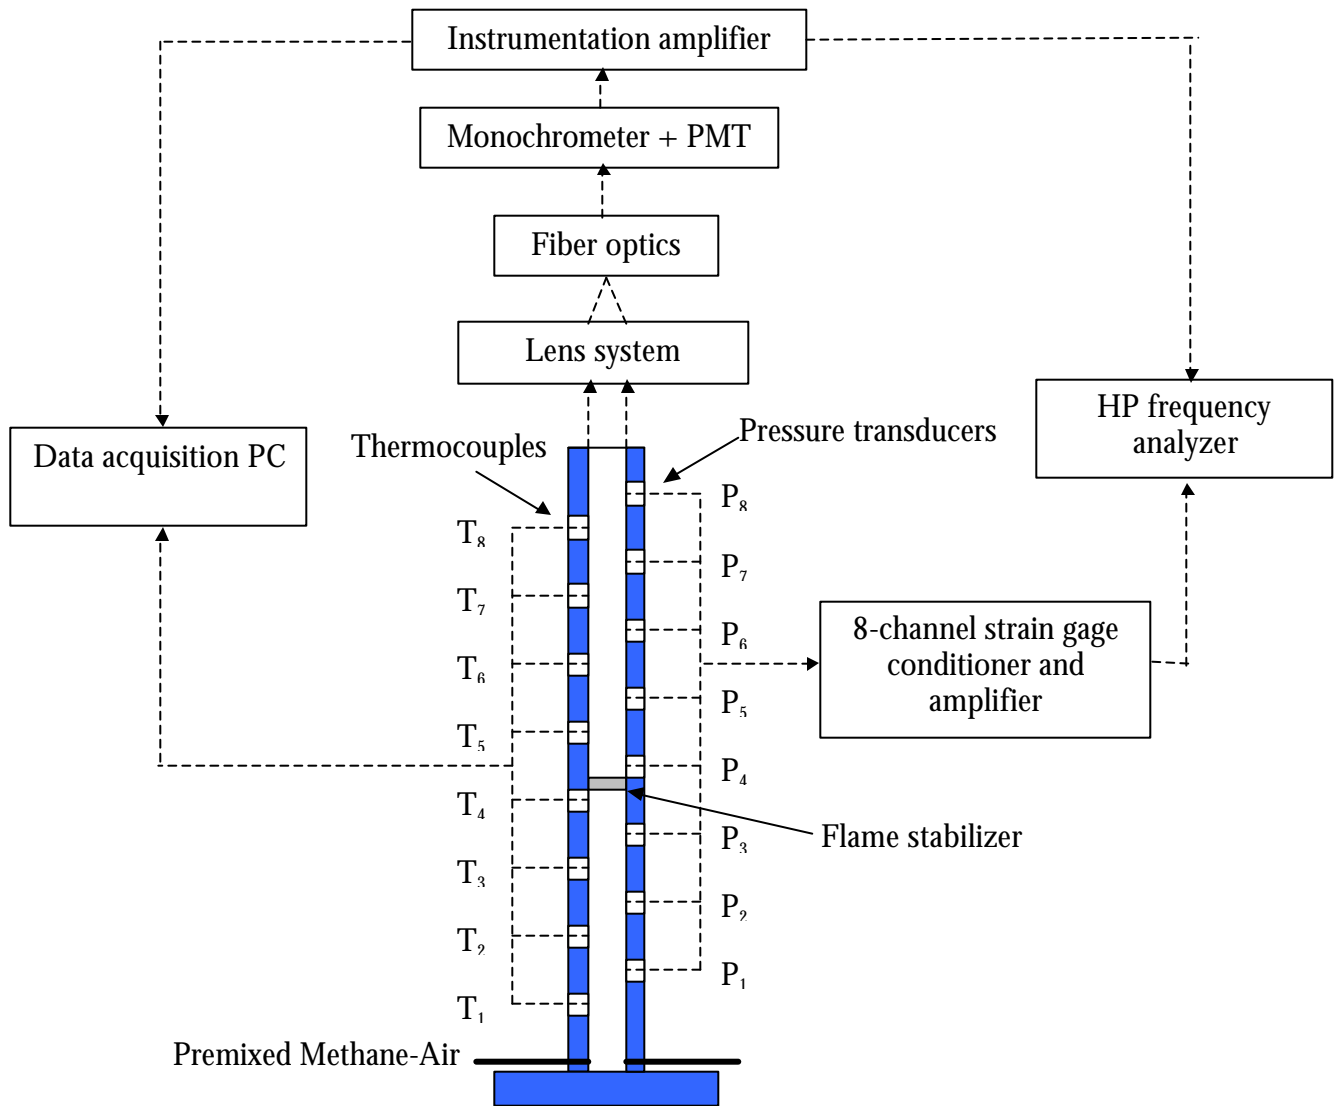 Instrumentation amplifier
Monochrometer + PMT
Fiber optics
Lens system
HP frequency
analyzer
Data acquisition PC
Thermocouples
Pressure transducers
T₈
T₇
T₆
T₅
T₄
T₃
T₂
T₁
P₈
P₇
P₆
P₅
P₄
P₃
P₂
P₁
8-channel strain gage
conditioner and
amplifier
Flame stabilizer
Premixed Methane-Air